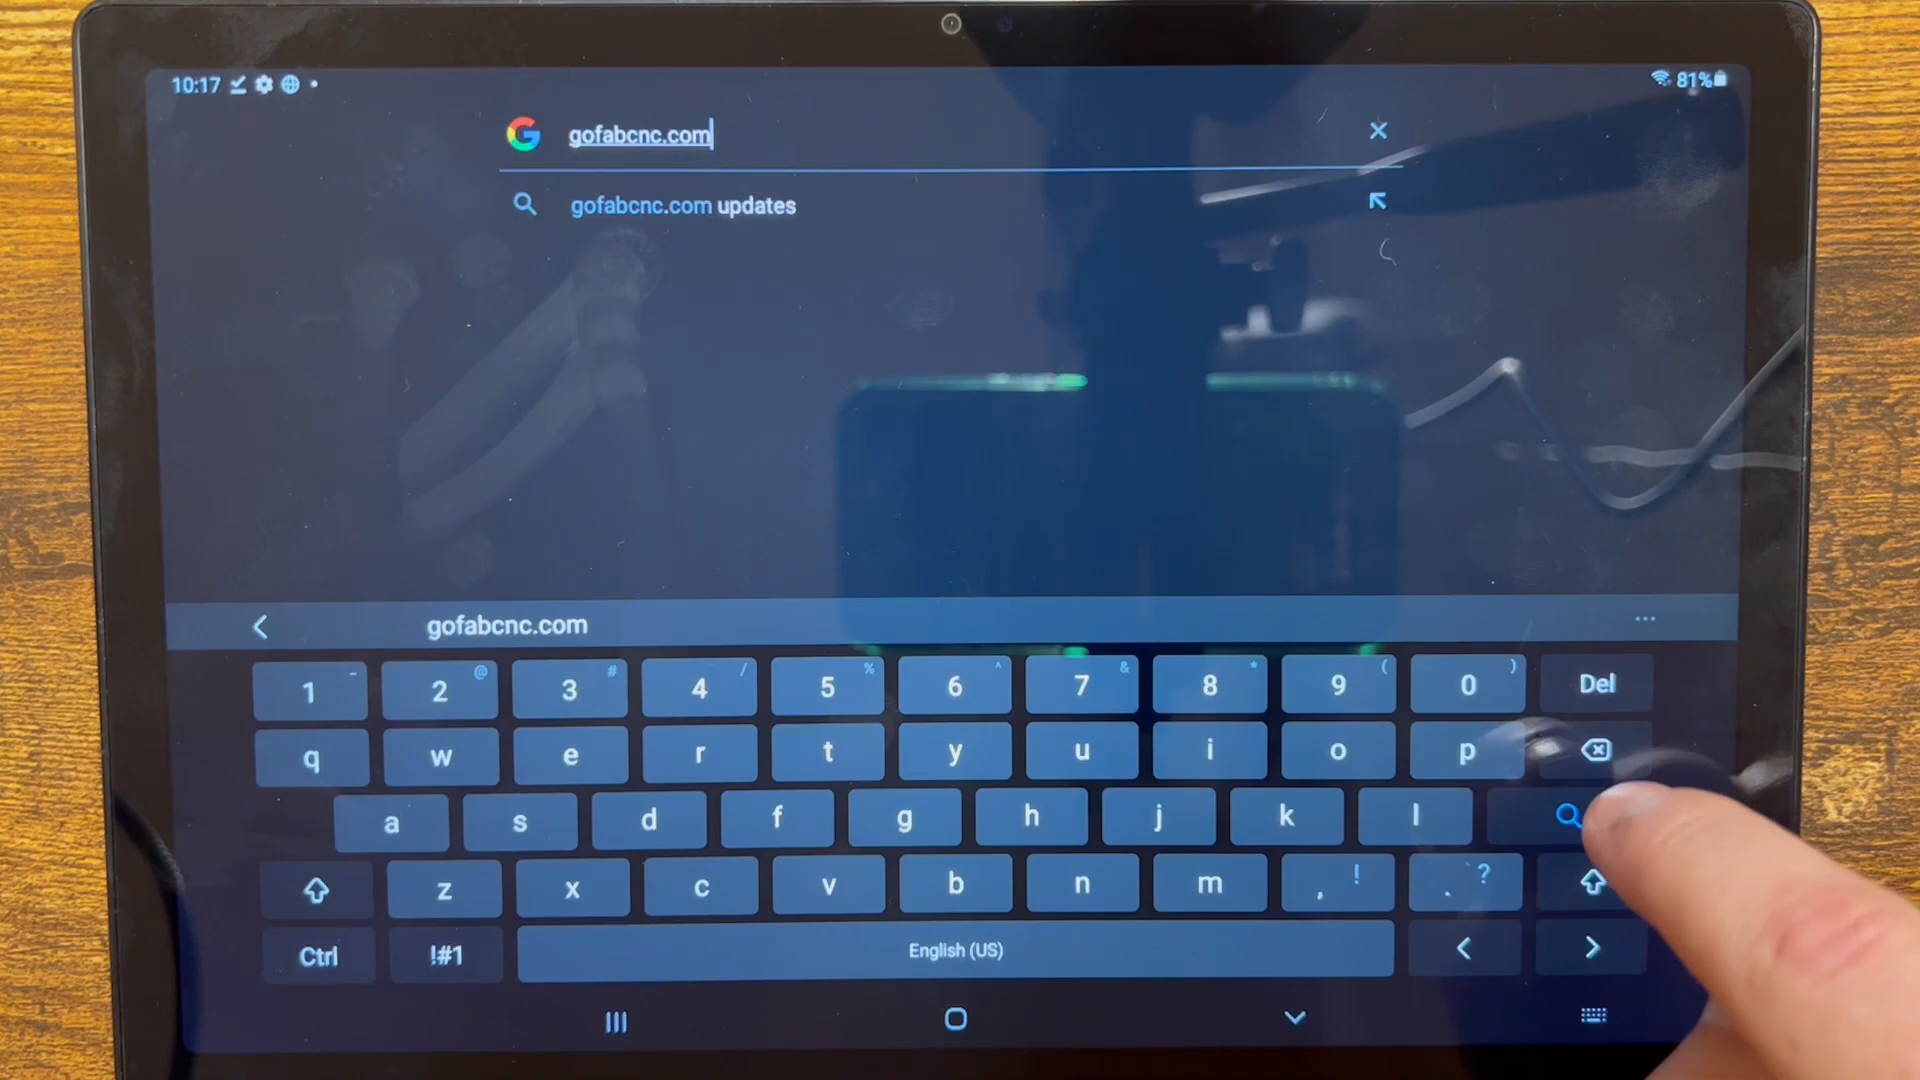 10:17
81%
gofabcnc.com
gofabcnc.com updates
gofabcnc.com
1 - 2 @ 3 # 4 / 5 % 6 ^ 7 & 8 * 9 ( 0 ) Del
q w e r t y u i o p
a s d f g h j k l
z x c v b n m , ! . ?
Ctrl !#1 English (US) < >